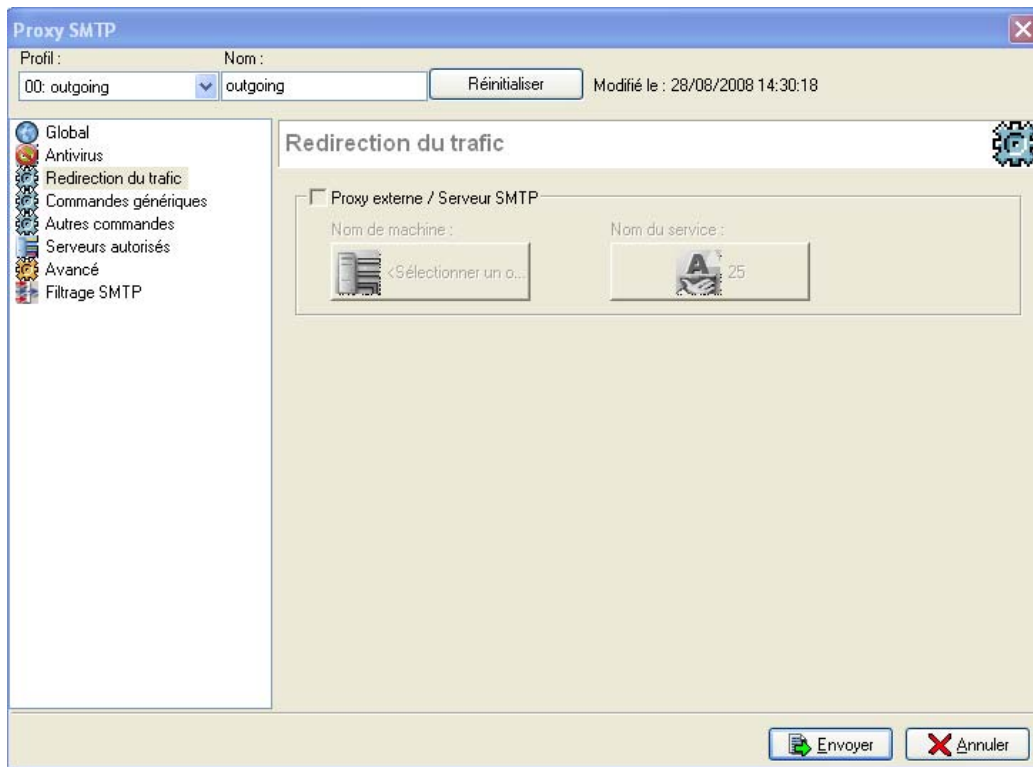 Proxy SMTP
Profil : Nom :
00: outgoing outgoing Réinitialiser Modifié le : 28/08/2008 14:30:18
Global
Antivirus
Redirection du trafic
Commandes génériques
Autres commandes
Serveurs autorisés
Avancé
Filtrage SMTP
Redirection du trafic
Proxy externe / Serveur SMTP
Nom de machine : Nom du service :
<Sélectionner un o... 25
Envoyer Annuler